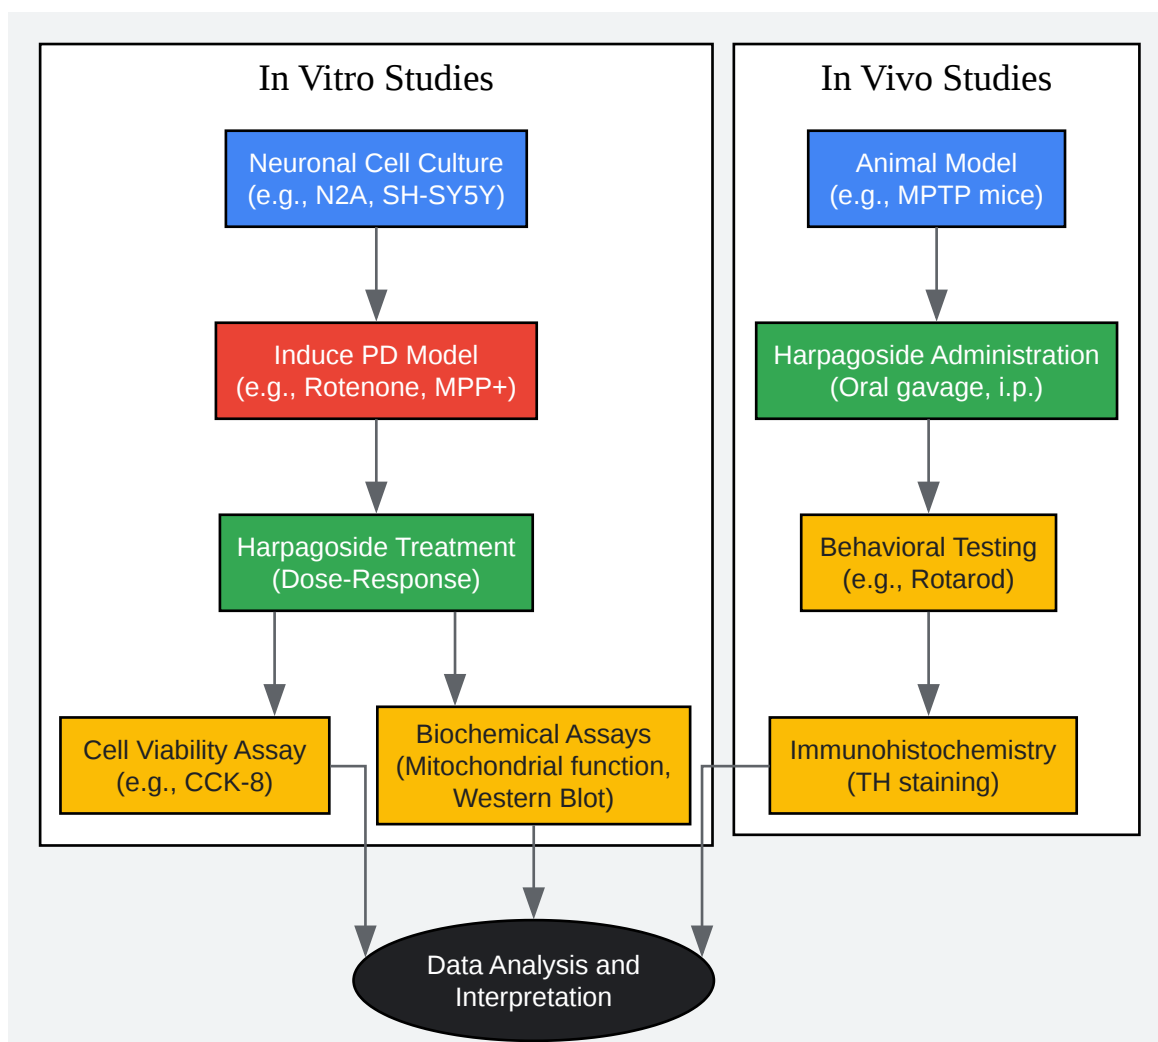 In Vitro Studies
Neuronal Cell Culture
(e.g., N2A, SH-SY5Y)
Induce PD Model
(e.g., Rotenone, MPP+)
Harpagoside Treatment
(Dose-Response)
Cell Viability Assay
(e.g., CCK-8)
Biochemical Assays
(Mitochondrial function,
Western Blot)
In Vivo Studies
Animal Model
(e.g., MPTP mice)
Harpagoside Administration
(Oral gavage, i.p.)
Behavioral Testing
(e.g., Rotarod)
Immunohistochemistry
(TH staining)
Data Analysis and
Interpretation